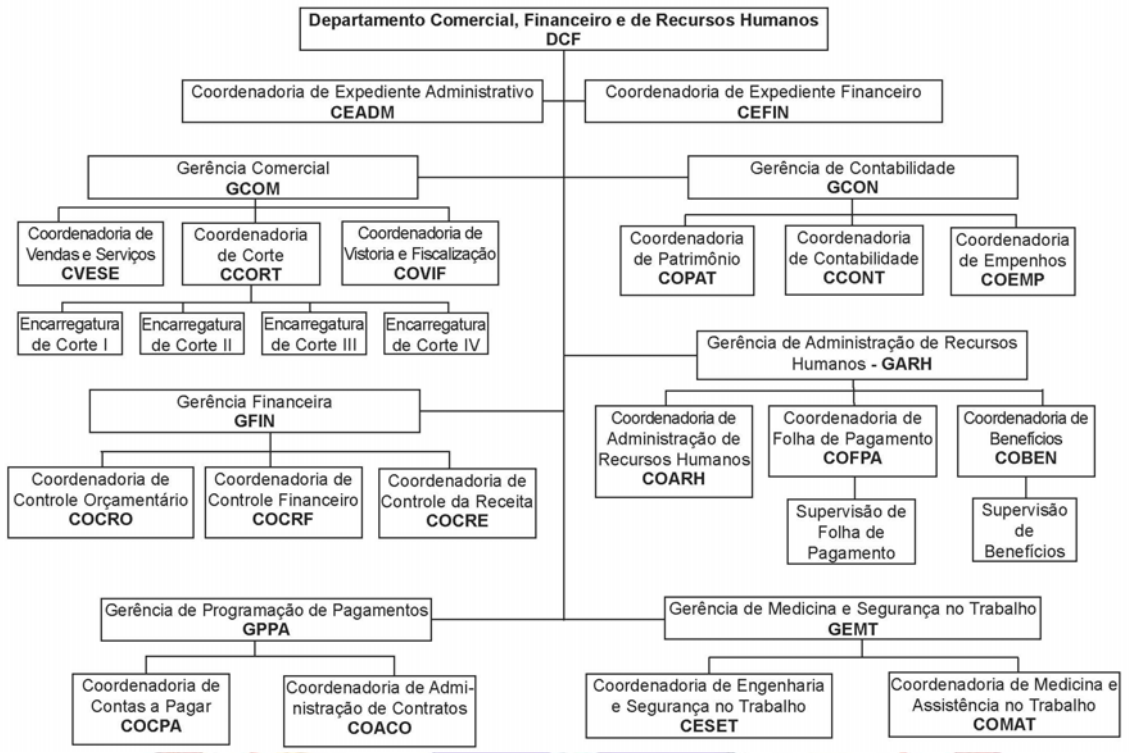 Departamento Comercial, Financeiro e de Recursos Humanos
DCF
Coordenadoria de Expediente Administrativo
CEADM
Coordenadoria de Expediente Financeiro
CEFIN
Gerência Comercial
GCOM
Gerência de Contabilidade
GCON
Coordenadoria de
Vendas e Serviços
CVESE
Coordenadoria
de Corte
CCORT
Coordenadoria de
Vistoria e Fiscalização
COVIF
Coordenadoria
de Patrimônio
COPAT
Coordenadoria
de Contabilidade
CCONT
Coordenadoria
de Empenhos
COEMP
Encarregatura
de Corte I
Encarregatura
de Corte II
Encarregatura
de Corte III
Encarregatura
de Corte IV
Gerência de Administração de Recursos
Humanos - GARH
Gerência Financeira
GFIN
Coordenadoria de
Administração de
Recursos Humanos
COARH
Coordenadoria de
Folha de Pagamento
COFPA
Coordenadoria de
Benefícios
COBEN
Coordenadoria de
Controle Orçamentário
COCRO
Coordenadoria de
Controle Financeiro
COCRF
Coordenadoria de
Controle da Receita
COCRE
Supervisão de
Folha de
Pagamento
Supervisão
de
Benefícios
Gerência de Programação de Pagamentos
GPPA
Gerência de Medicina e Segurança no Trabalho
GEMT
Coordenadoria de
Contas a Pagar
COCPA
Coordenadoria de Admi-
nistração de Contratos
COACO
Coordenadoria de Engenharia
e Segurança no Trabalho
CESET
Coordenadoria de Medicina e
Assistência no Trabalho
COMAT